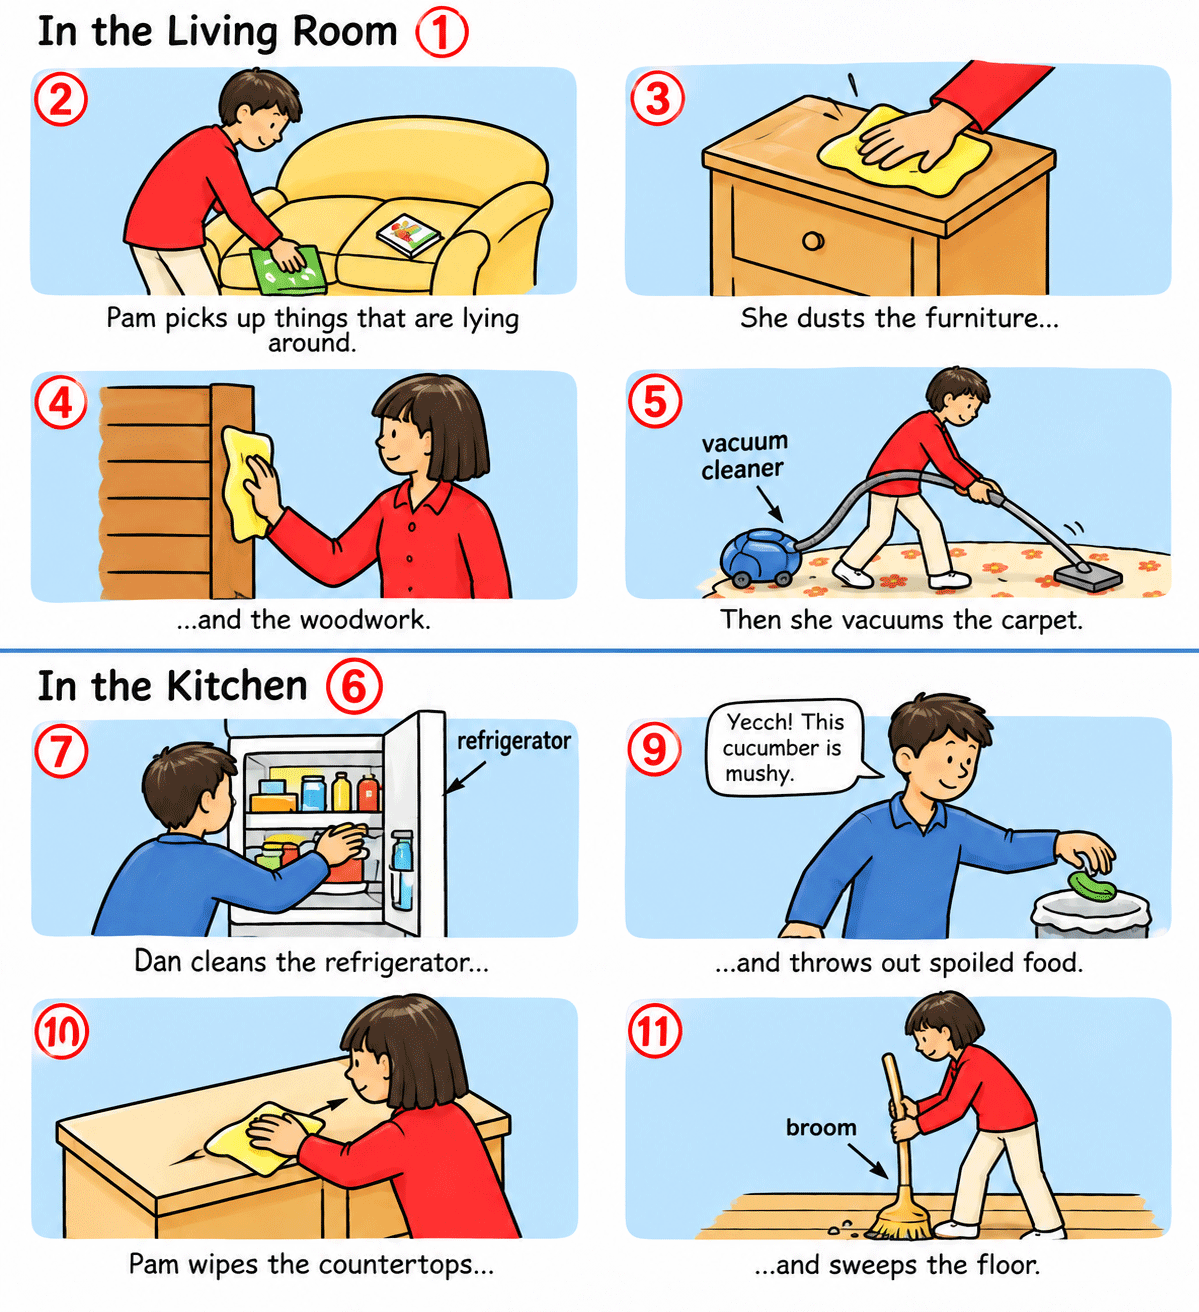 In the Living Room 1
2
Pam picks up things that are lying
around.
3
She dusts the furniture...
4
...and the woodwork.
5
vacuum
cleaner
Then she vacuums the carpet.
In the Kitchen 6
7
refrigerator
Dan cleans the refrigerator...
9
Yecch! This
cucumber is
mushy.
...and throws out spoiled food.
10
Pam wipes the countertops...
11
broom
...and sweeps the floor.